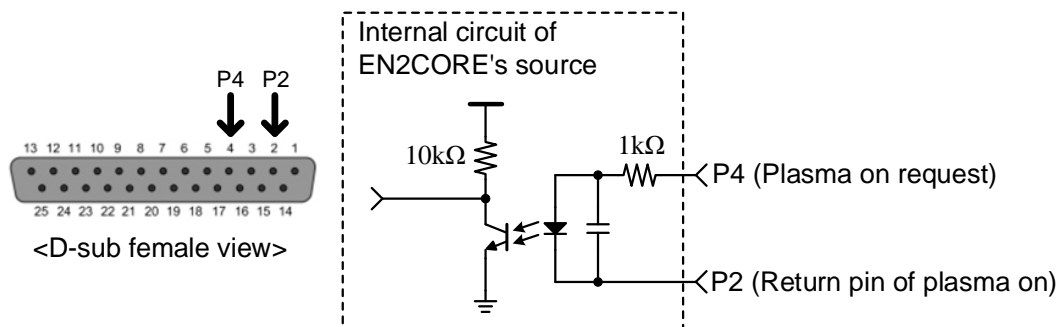 Internal circuit of
EN2CORE's source
P4 P2
13 12 11 10 9 8 7 6 5 4 3 2 1
25 24 23 22 21 20 19 18 17 16 15 14
<D-sub female view>
10kΩ
1kΩ
P4 (Plasma on request)
P2 (Return pin of plasma on)